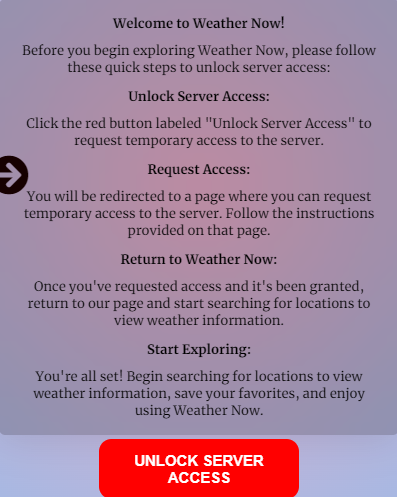 Welcome to Weather Now!
Before you begin exploring Weather Now, please follow
these quick steps to unlock server access:
Unlock Server Access:
Click the red button labeled "Unlock Server Access" to
request temporary access to the server.
Request Access:
You will be redirected to a page where you can request
temporary access to the server. Follow the instructions
provided on that page.
Return to Weather Now:
Once you've requested access and it's been granted,
return to our page and start searching for locations to
view weather information.
Start Exploring:
You're all set! Begin searching for locations to view
weather information, save your favorites, and enjoy
using Weather Now.
UNLOCK SERVER
ACCESS